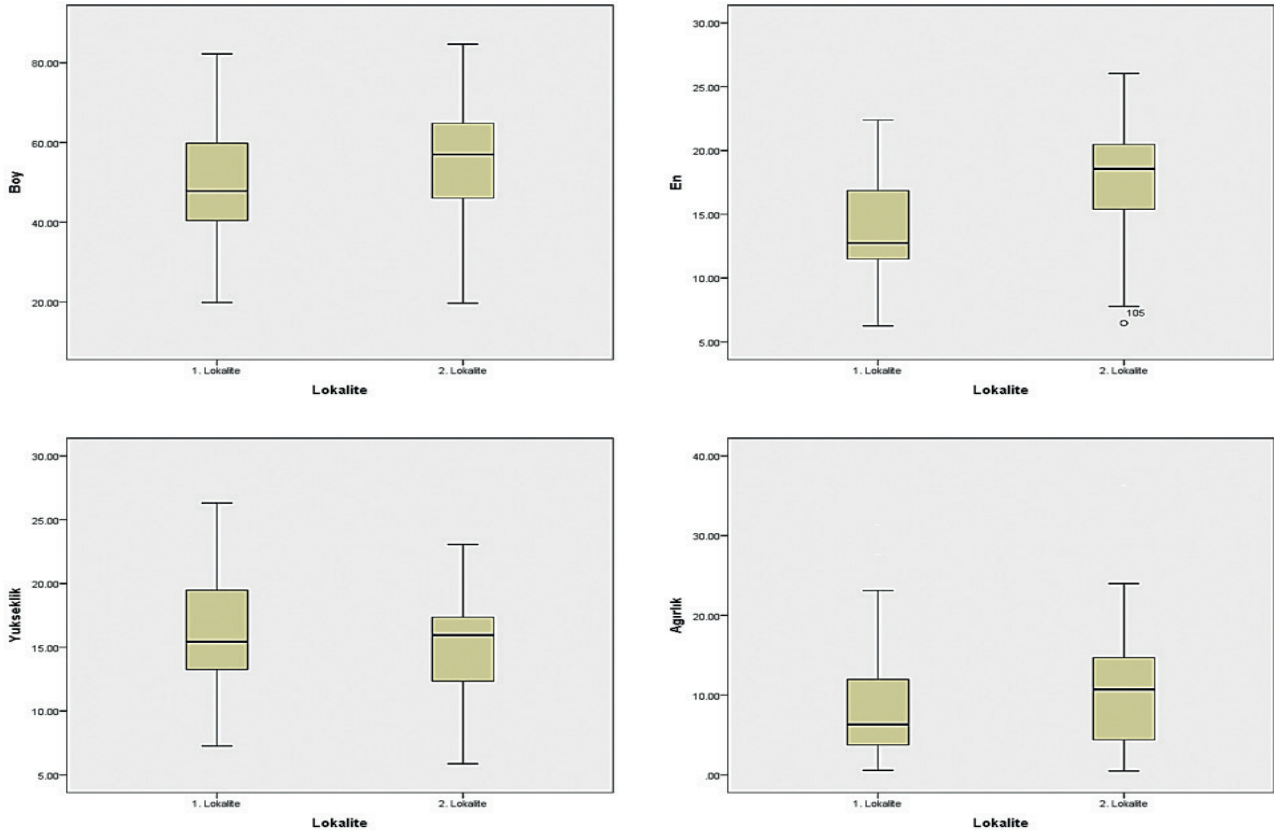 80.00
60.00
40.00
20.00
Boy
1. Lokalite
2. Lokalite
Lokalite
30.00
25.00
20.00
15.00
10.00
5.00
En
105
1. Lokalite
2. Lokalite
Lokalite
30.00
25.00
20.00
15.00
10.00
5.00
Yukseklik
1. Lokalite
2. Lokalite
Lokalite
40.00
30.00
20.00
10.00
.00
Agırlık
1. Lokalite
2. Lokalite
Lokalite